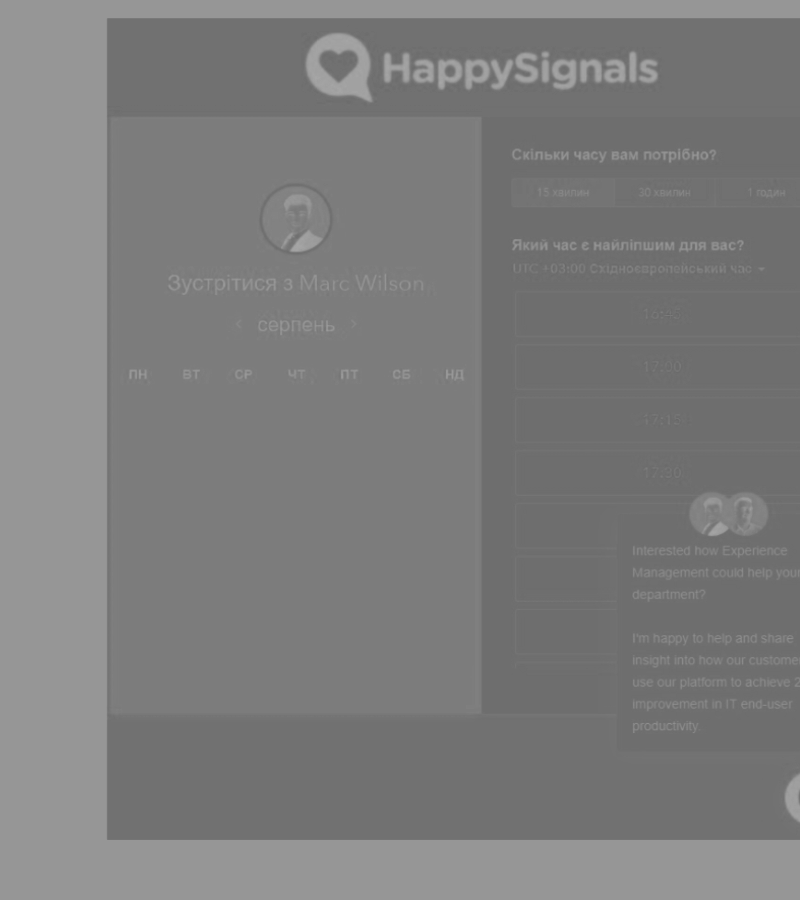 HappySignals
Зустрітися з Marc Wilson
< серпень >
ПН ВТ СР ЧТ ПТ СБ НД
Скільки часу вам потрібно?
15 хвилин 30 хвилин 1 годин
Який час є найліпшим для вас?
UTC +03:00 Східноєвропейський час
16:45
17:00
17:15
17:30
Interested how Experience
Management could help your
department?
I'm happy to help and share
insight into how our custome
use our platform to achieve 2
improvement in IT end-user
productivity.